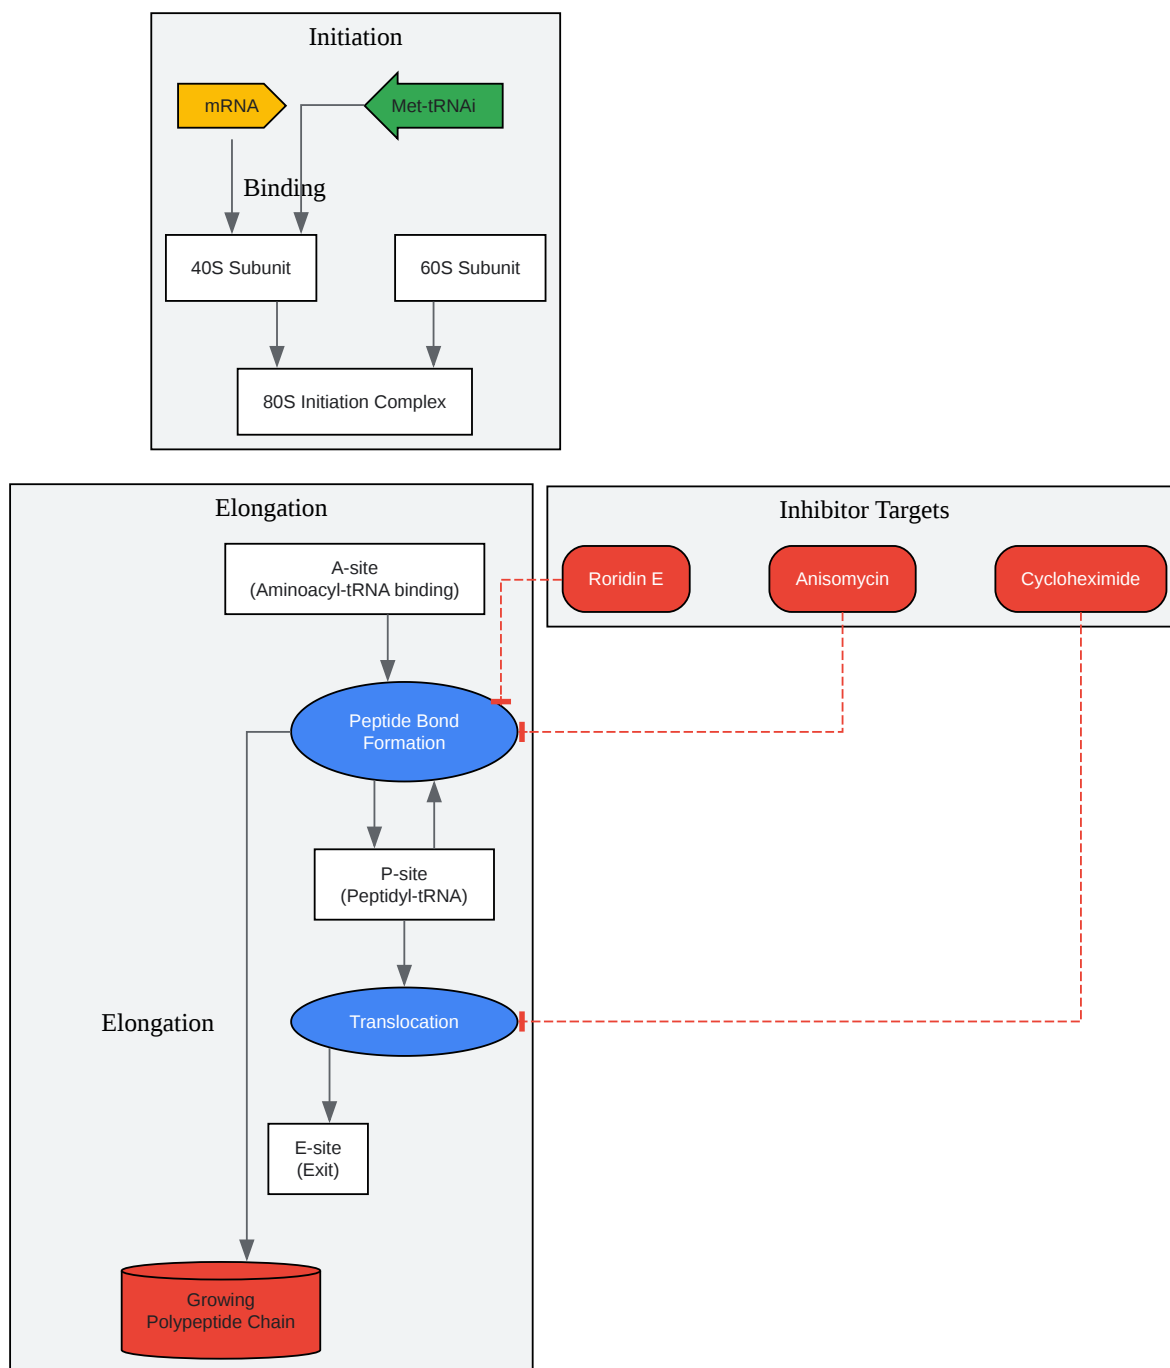 Initiation
mRNA
Met-tRNAi
Binding
40S Subunit
60S Subunit
80S Initiation Complex
Elongation
Inhibitor Targets
A-site
(Aminoacyl-tRNA binding)
Roridin E
Anisomycin
Cycloheximide
Peptide Bond
Formation
P-site
(Peptidyl-tRNA)
Elongation
Translocation
E-site
(Exit)
Growing
Polypeptide Chain